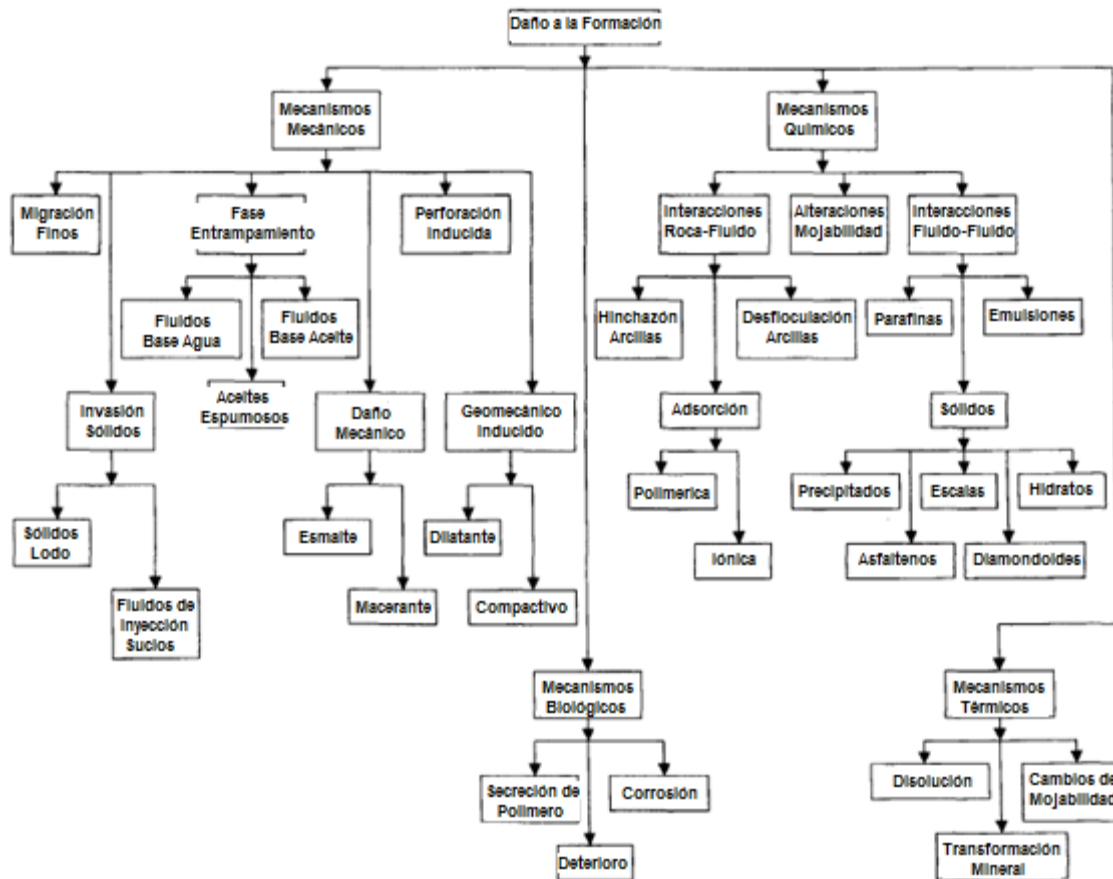 Daño a la Formación
Mecanismos
Mecánicos
Mecanismos
Químicos
Migración
Finos
Fase
Entrampamiento
Perforación
Inducida
Interacciones
Roca-Fluido
Alteraciones
Mojabilidad
Interacciones
Fluido-Fluido
Fluidos
Base Agua
Fluidos
Base Aceite
Hinchazón
Arcillas
Desfloculación
Arcillas
Parafinas
Emulsiones
Invasión
Sólidos
Aceites
Espumosos
Daño
Mecánico
Geomecánico
Inducido
Adsorción
Sólidos
Polimerica
Precipitados
Escalas
Hidratos
Sólidos
Lodo
Esmalte
Dilatante
Iónica
Asfaltenos
Diamondoides
Fluidos de
Inyección
Sucios
Macerante
Compactivo
Mecanismos
Biológicos
Mecanismos
Térmicos
Secreción de
Polimero
Corrosión
Disolución
Cambios de
Mojabilidad
Deterioro
Transformación
Mineral